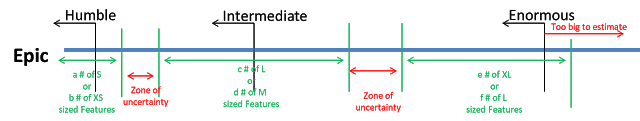 Humble
Intermediate
Enormous
Too big to estimate
Epic
a # of S
or
b # of XS
sized Features
Zone of
uncertainty
c # of L
or
d # of M
sized Features
Zone of
uncertainty
e # of XL
or
f # of L
sized Features